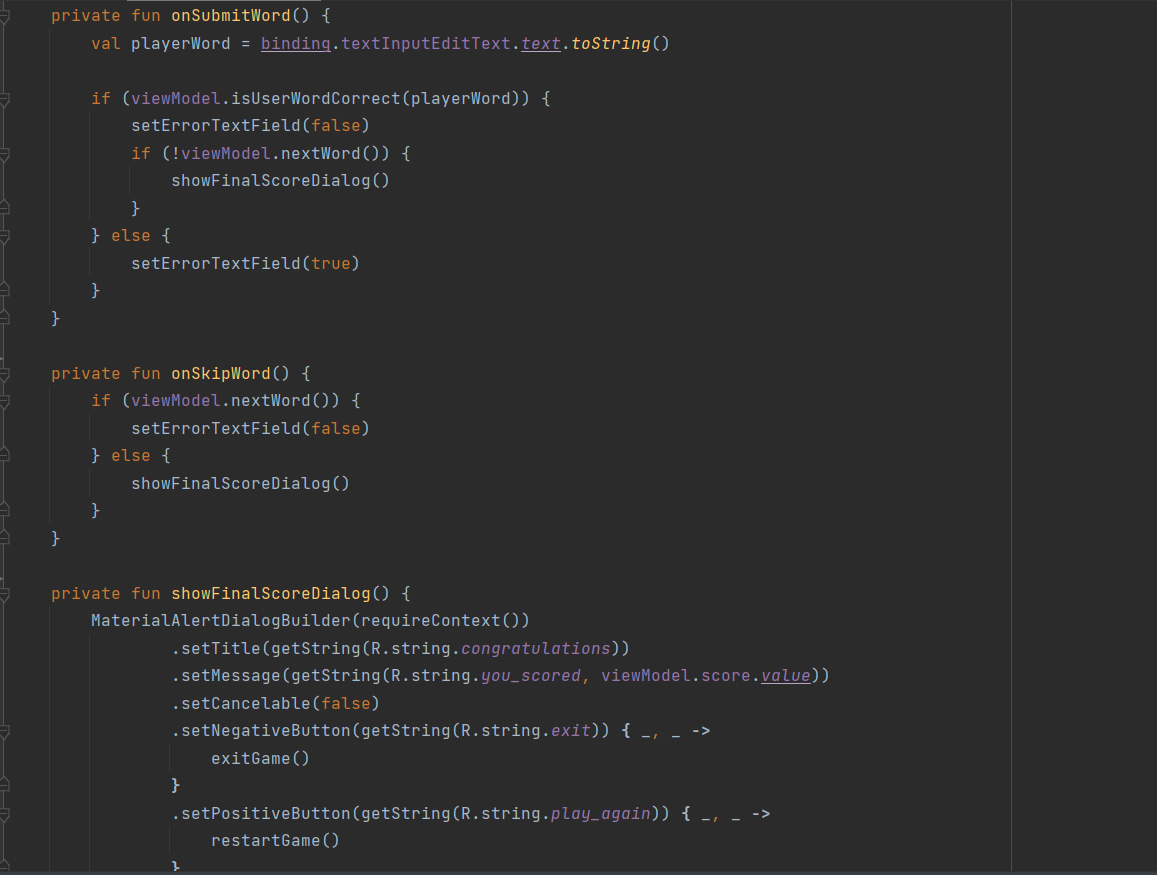 private fun onSubmitWord() {
    val playerWord = binding.textInputEditText.text.toString()

    if (viewModel.isUserWordCorrect(playerWord)) {
        setErrorTextField(false)
        if (!viewModel.nextWord()) {
            showFinalScoreDialog()
        }
    } else {
        setErrorTextField(true)
    }
}

private fun onSkipWord() {
    if (viewModel.nextWord()) {
        setErrorTextField(false)
    } else {
        showFinalScoreDialog()
    }
}

private fun showFinalScoreDialog() {
    MaterialAlertDialogBuilder(requireContext())
            .setTitle(getString(R.string.congratulations))
            .setMessage(getString(R.string.you_scored, viewModel.score.value))
            .setCancelable(false)
            .setNegativeButton(getString(R.string.exit)) { _, _ ->
                exitGame()
            }
            .setPositiveButton(getString(R.string.play_again)) { _, _ ->
                restartGame()
            }